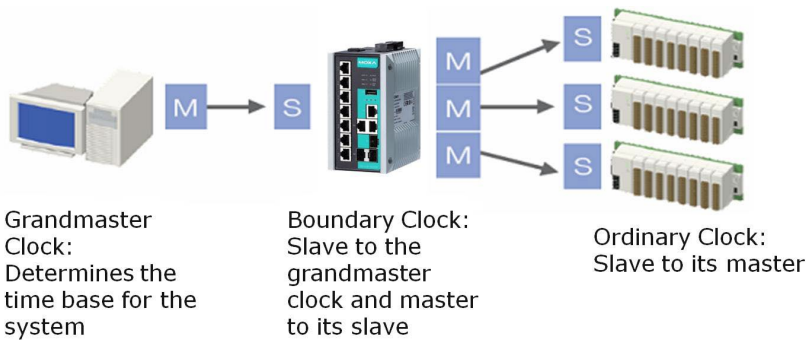 M
S
MOXA
M
M
M
S
S
S
Grandmaster
Clock:
Determines the
time base for the
system
Boundary Clock:
Slave to the
grandmaster
clock and master
to its slave
Ordinary Clock:
Slave to its master